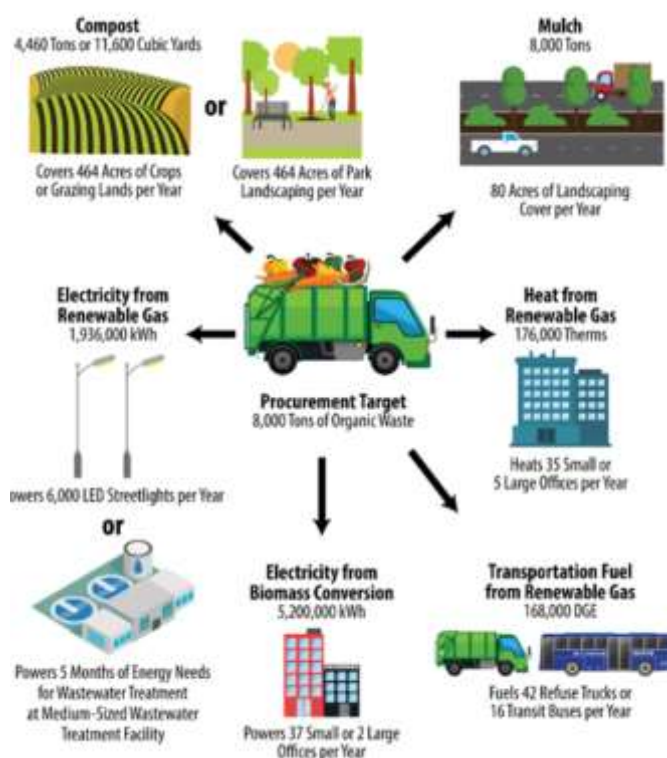 Compost
4,460 Tons or 11,600 Cubic Yards
or
Covers 464 Acres of Crops
or Grazing Lands per Year
Covers 464 Acres of Park
Landscaping per Year
Mulch
8,000 Tons
80 Acres of Landscaping
Cover per Year
Electricity from
Renewable Gas
1,936,000 kWh
owers 6,000 LED Streetlights per Year
or
Powers 5 Months of Energy Needs
for Wastewater Treatment
at Medium-Sized Wastewater
Treatment Facility
Procurement Target
8,000 Tons of Organic Waste
Heat from
Renewable Gas
176,000 Therms
Heats 35 Small or
5 Large Offices per Year
Electricity from
Biomass Conversion
5,200,000 kWh
Powers 37 Small or 2 Large
Offices per Year
Transportation Fuel
from Renewable Gas
168,000 DGE
Fuels 42 Refuse Trucks or
16 Transit Buses per Year